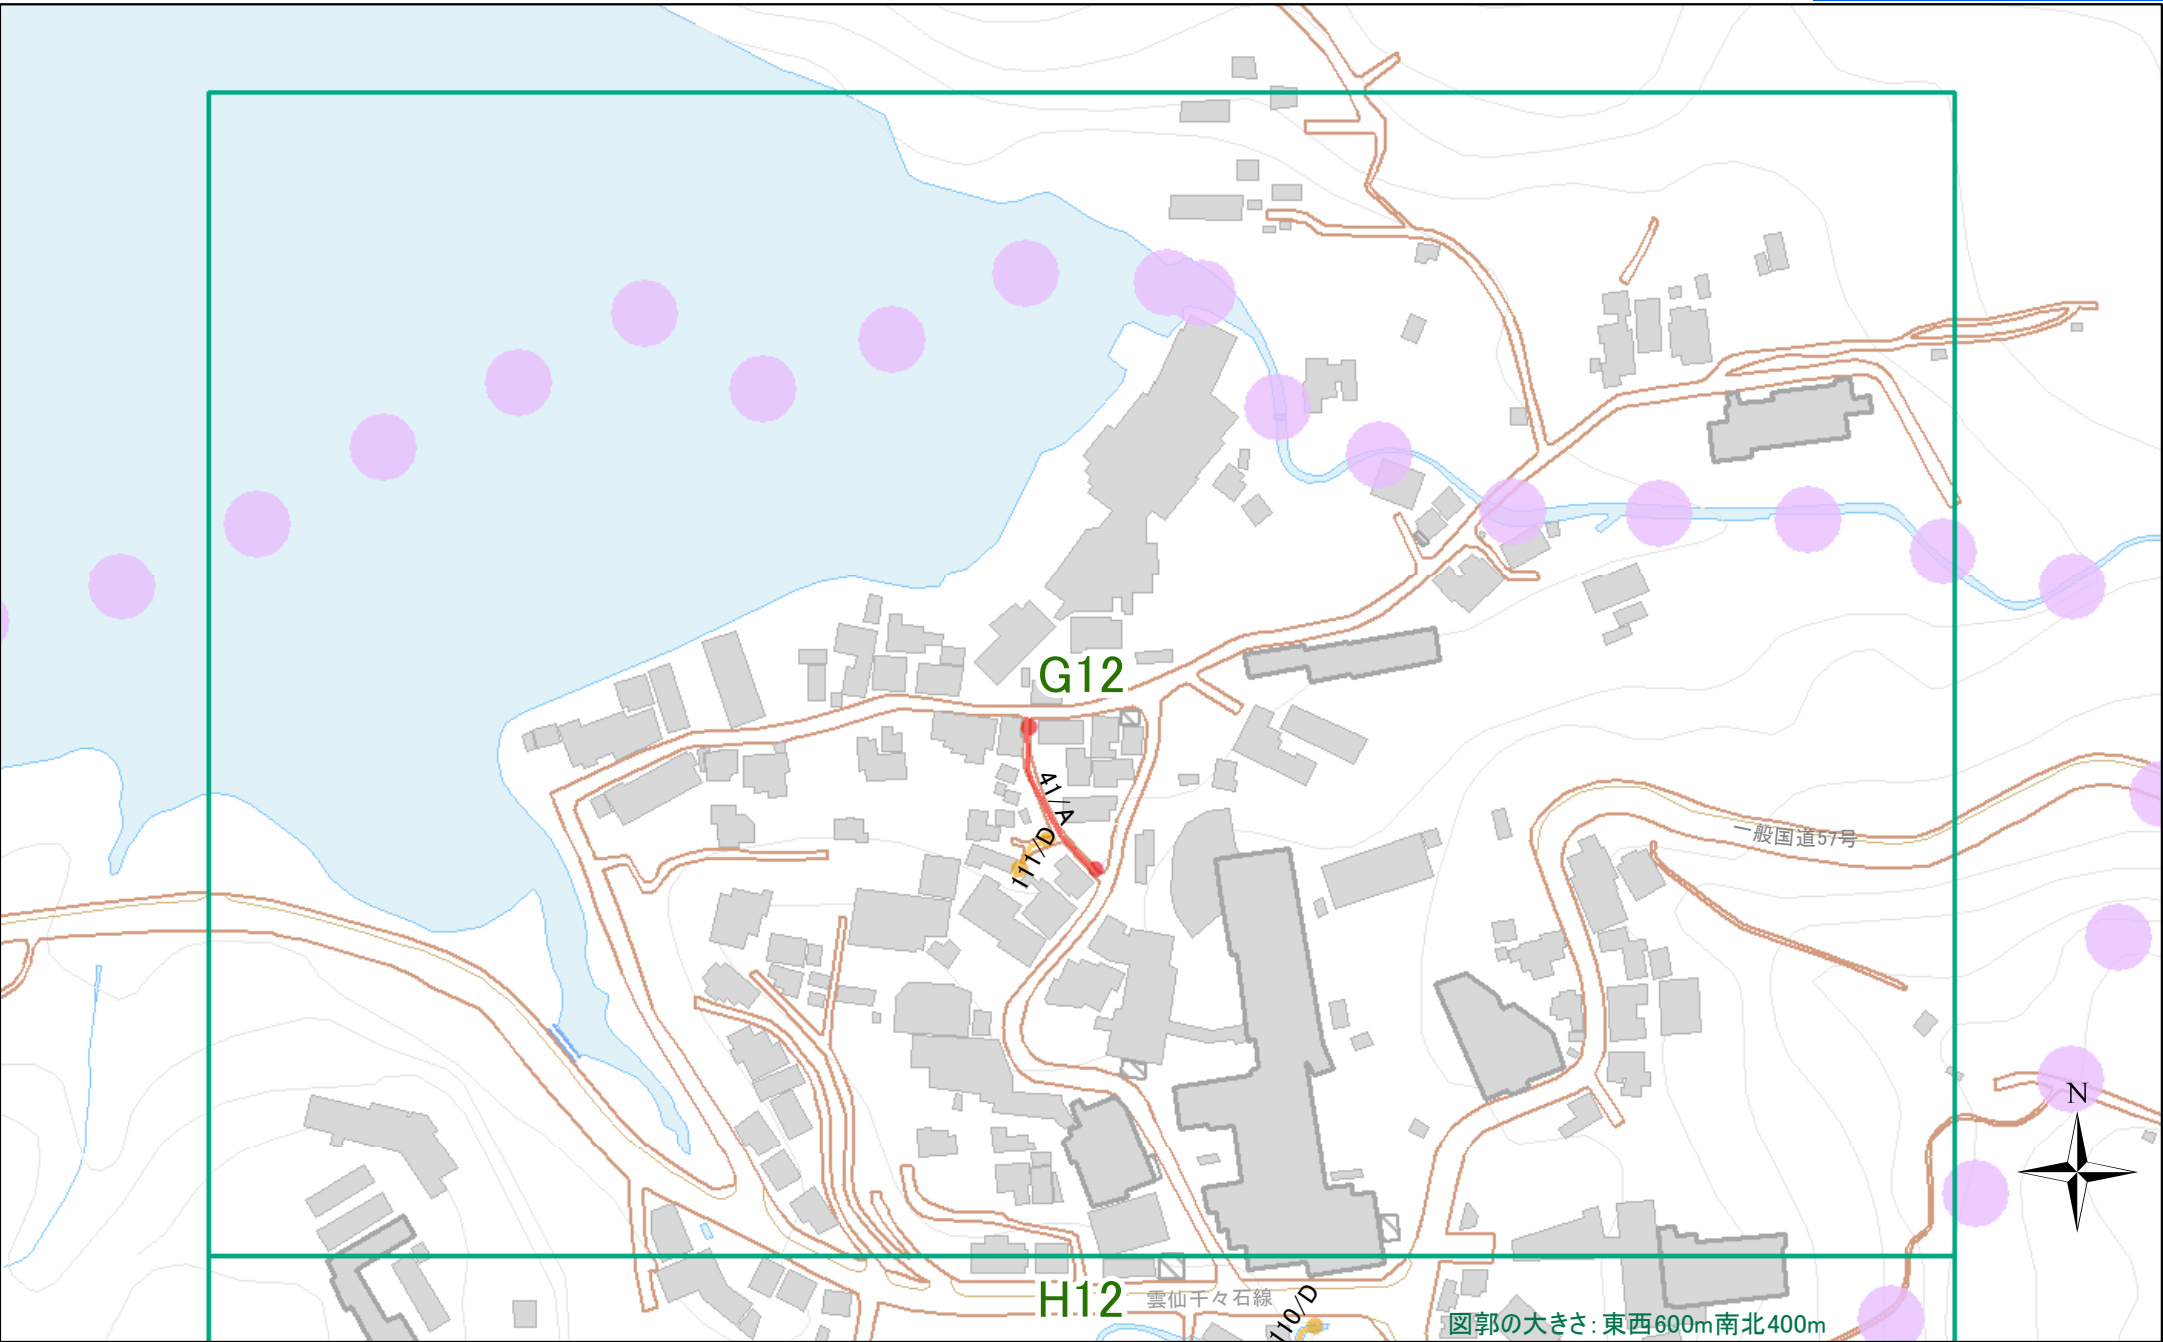 G12
41/A
111/D
一般国道57号
N
H12
雲仙千々石線
110/D
図郭の大きさ：東西600m南北400m